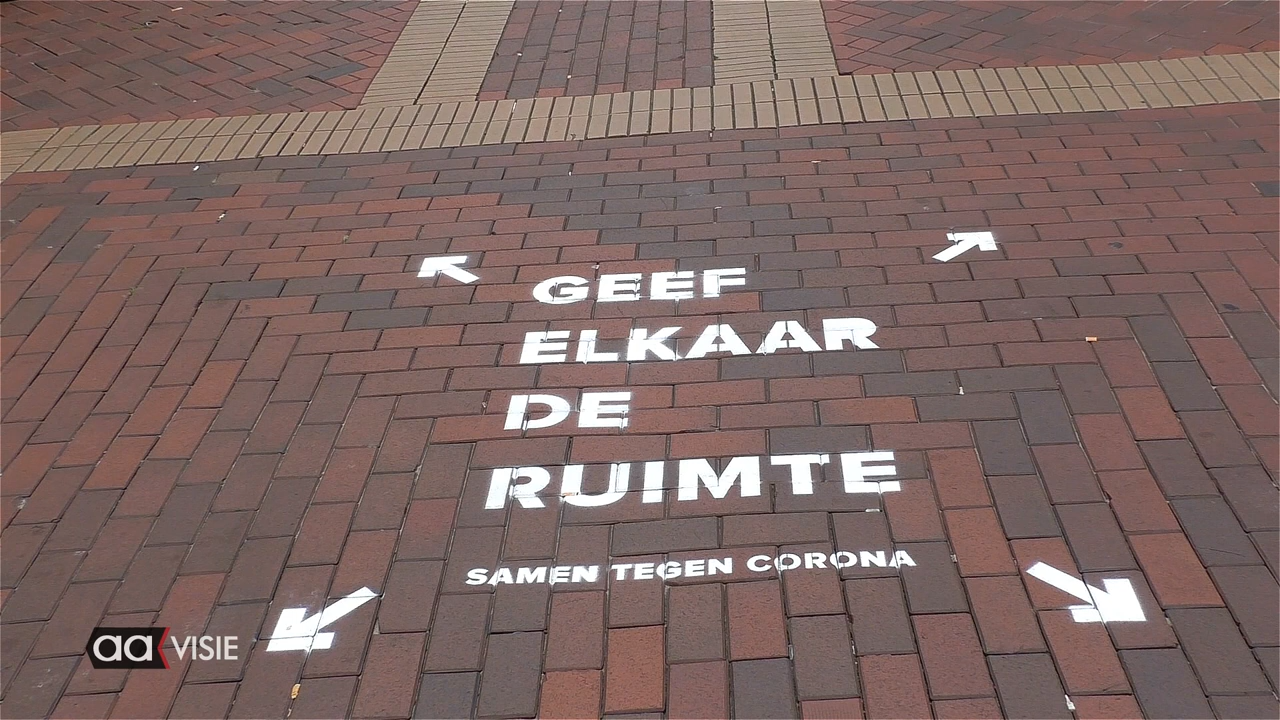 GEEF
ELKAAR
DE
RUIMTE
SAMEN TEGEN CORONA
aa VISIE